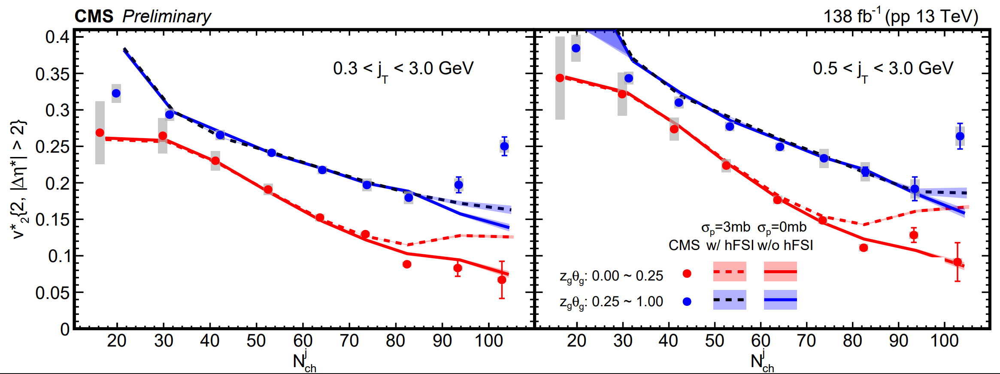 CMS Preliminary
138 fb-1 (pp 13 TeV)
v*2{2, |Δη*| > 2}
0.4
0.35
0.3
0.25
0.2
0.15
0.1
0.05
0
0.3 < jT < 3.0 GeV
0.5 < jT < 3.0 GeV
σp=3mb σp=0mb
CMS w/ hFSI w/o hFSI
zgθg: 0.00 ~ 0.25
zgθg: 0.25 ~ 1.00
20 30 40 50 60 70 80 90 100
20 30 40 50 60 70 80 90 100
Njch
Njch